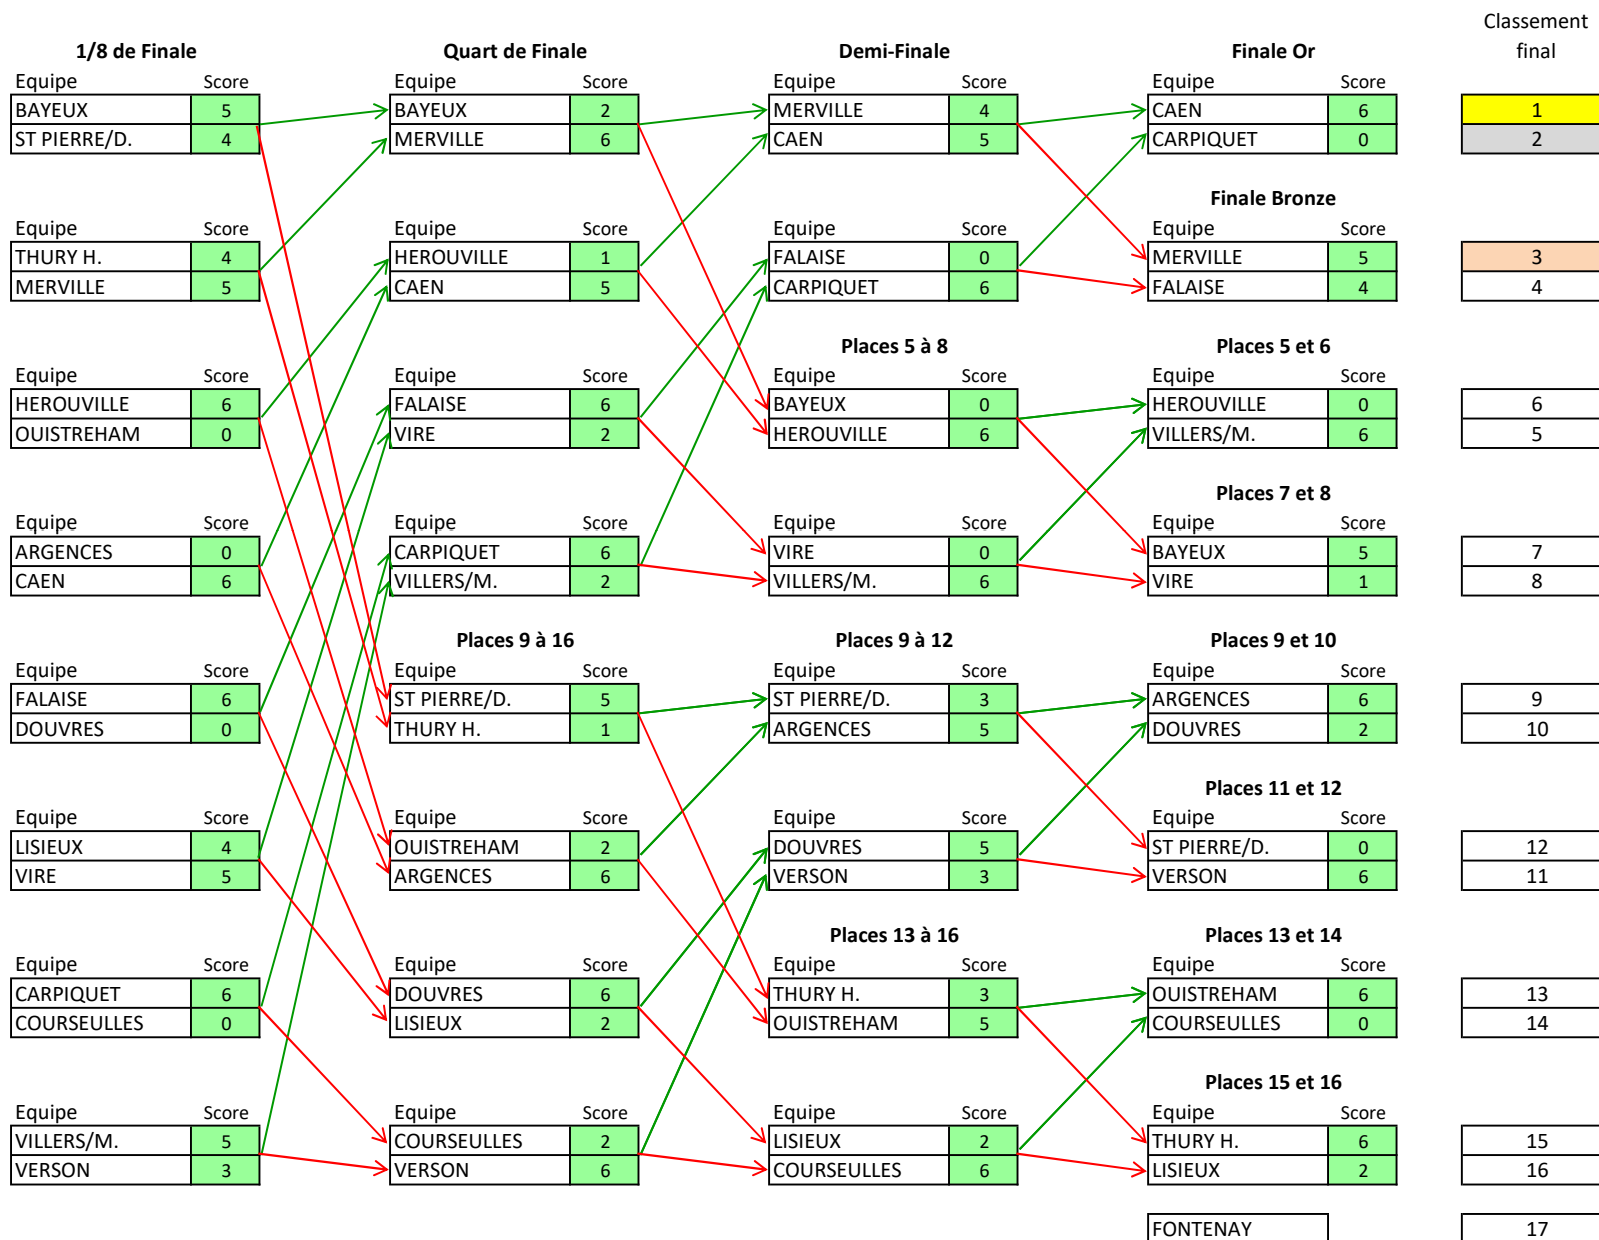 Classement
1/8 de Finale Quart de Finale Demi-Finale Finale Or final
Equipe Score Equipe Score Equipe Score Equipe Score
BAYEUX 5 BAYEUX 2 MERVILLE 4 CAEN 6 1
ST PIERRE/D. 4 MERVILLE 6 CAEN 5 CARPIQUET 0 2
Finale Bronze
Equipe Score Equipe Score Equipe Score Equipe Score
THURY H. 4 HEROUVILLE 1 FALAISE 0 MERVILLE 5 3
MERVILLE 5 CAEN 5 CARPIQUET 6 FALAISE 4 4
Places 5 à 8 Places 5 et 6
Equipe Score Equipe Score Equipe Score Equipe Score
HEROUVILLE 6 FALAISE 6 BAYEUX 0 HEROUVILLE 0 6
OUISTREHAM 0 VIRE 2 HEROUVILLE 6 VILLERS/M. 6 5
Places 7 et 8
Equipe Score Equipe Score Equipe Score Equipe Score
ARGENCES 0 CARPIQUET 6 VIRE 0 BAYEUX 5 7
CAEN 6 VILLERS/M. 2 VILLERS/M. 6 VIRE 1 8
Places 9 à 16 Places 9 à 12 Places 9 et 10
Equipe Score Equipe Score Equipe Score Equipe Score
FALAISE 6 ST PIERRE/D. 5 ST PIERRE/D. 3 ARGENCES 6 9
DOUVRES 0 THURY H. 1 ARGENCES 5 DOUVRES 2 10
Places 11 et 12
Equipe Score Equipe Score Equipe Score Equipe Score
LISIEUX 4 OUISTREHAM 2 DOUVRES 5 ST PIERRE/D. 0 12
VIRE 5 ARGENCES 6 VERSON 3 VERSON 6 11
Places 13 à 16 Places 13 et 14
Equipe Score Equipe Score Equipe Score Equipe Score
CARPIQUET 6 DOUVRES 6 THURY H. 3 OUISTREHAM 6 13
COURSEULLES 0 LISIEUX 2 OUISTREHAM 5 COURSEULLES 0 14
Places 15 et 16
Equipe Score Equipe Score Equipe Score Equipe Score
VILLERS/M. 5 COURSEULLES 2 LISIEUX 2 THURY H. 6 15
VERSON 3 VERSON 6 COURSEULLES 6 LISIEUX 2 16
FONTENAY 17